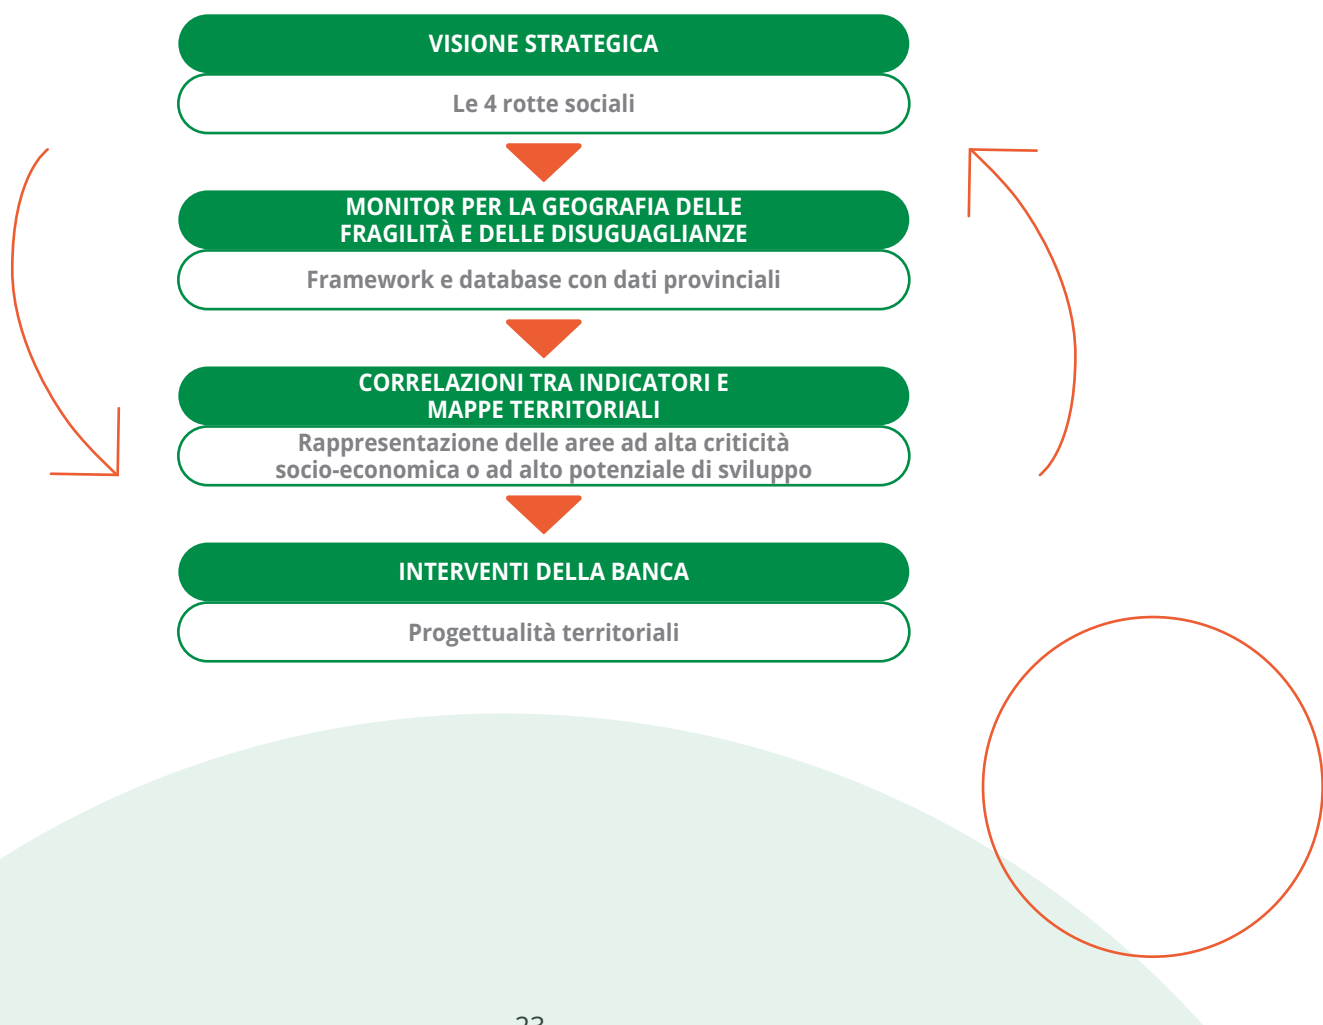 VISIONE STRATEGICA
Le 4 rotte sociali
MONITOR PER LA GEOGRAFIA DELLE
FRAGILITÀ E DELLE DISUGUAGLIANZE
Framework e database con dati provinciali
CORRELAZIONI TRA INDICATORI E
MAPPE TERRITORIALI
Rappresentazione delle aree ad alta criticità
socio-economica o ad alto potenziale di sviluppo
INTERVENTI DELLA BANCA
Progettualità territoriali
23